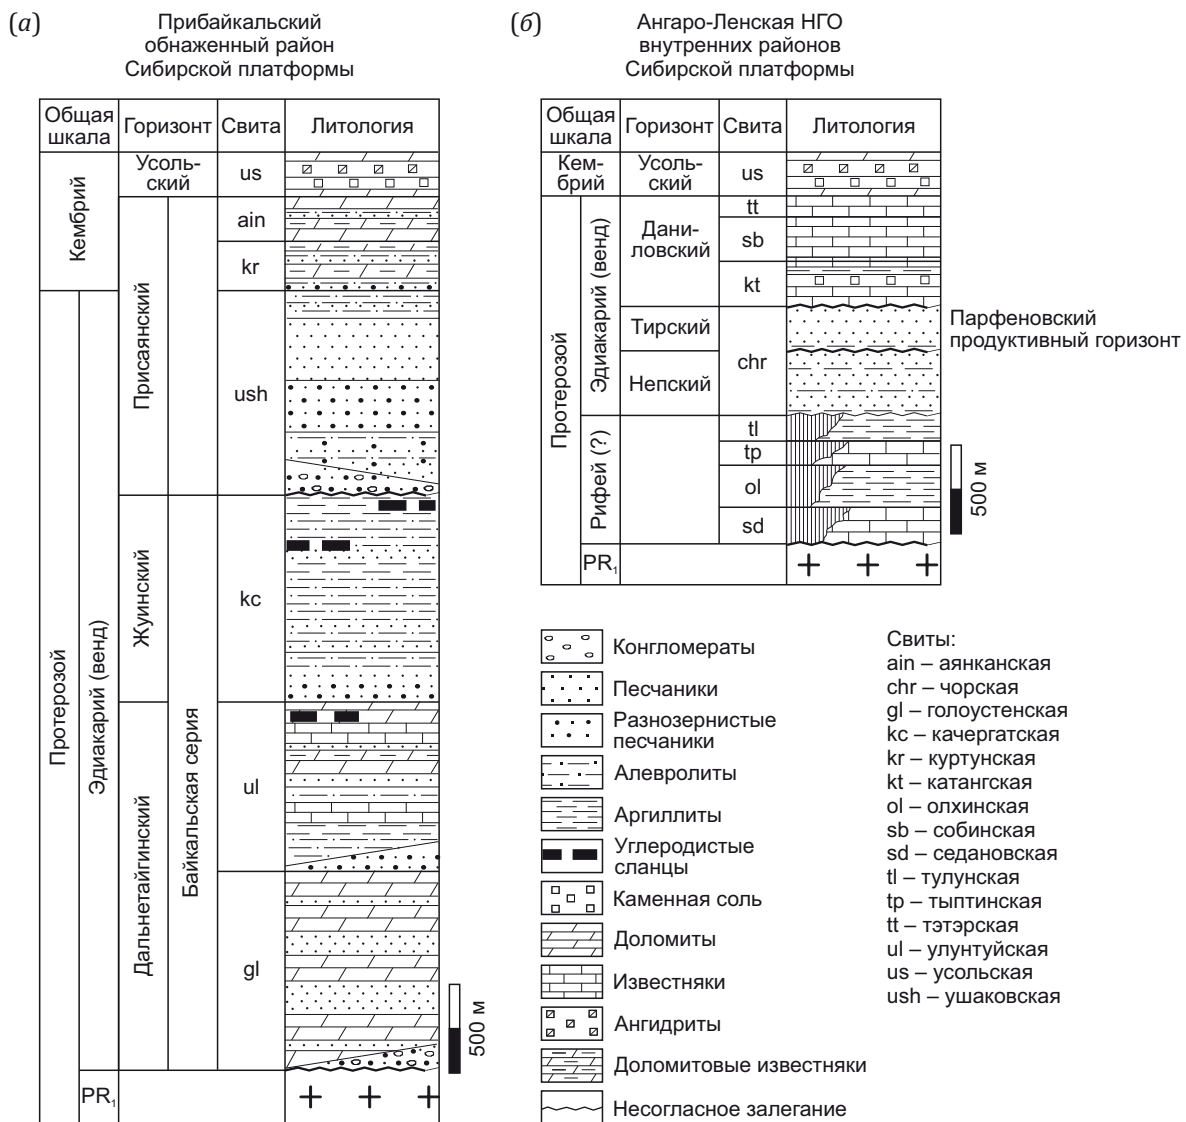 (а)
Прибайкальский
обнаженный район
Сибирской платформы
Общая
шкала
Горизонт
Свита
Литология
Кембрий
Усоль-
ский
us
Присаянский
ain
kr
Протерозой
Эдиакарий (венд)
ush
Жуинский
Байкальская серия
kc
Дальнетайгинский
ul
gl
PR1
500 м
(б)
Ангаро-Ленская НГО
внутренних районов
Сибирской платформы
Общая
шкала
Горизонт
Свита
Литология
Кем-
брий
Усоль-
ский
us
Протерозой
Эдиакарий (венд)
Дани-
ловский
tt
sb
kt
Тирский
Непский
chr
Парфеновский
продуктивный горизонт
Рифей (?)
tl
tp
ol
sd
PR1
500 м
Конгломераты
Песчаники
Разнозернистые
песчаники
Алевролиты
Аргиллиты
Углеродистые
сланцы
Каменная соль
Доломиты
Известняки
Ангидриты
Доломитовые известняки
Несогласное залегание
Свиты:
ain – аянканская
chr – чорская
gl – голоустенская
kc – качергатская
kr – куртунская
kt – катангская
ol – олхинская
sb – собинская
sd – седановская
tl – тулунская
tp – тыптинская
tt – тэтэрская
ul – улунтуйская
us – усольская
ush – ушаковская